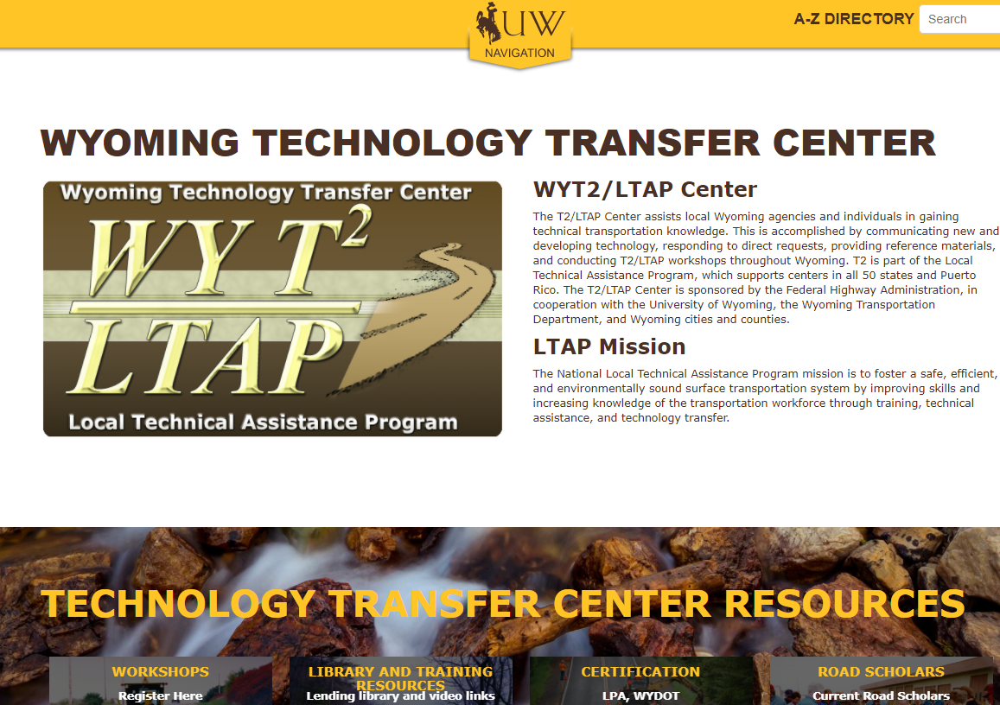 UW
NAVIGATION
A-Z DIRECTORY
Search
WYOMING TECHNOLOGY TRANSFER CENTER
Wyoming Technology Transfer Center
WY T²
LTAP
Local Technical Assistance Program
WYT2/LTAP Center
The T2/LTAP Center assists local Wyoming agencies and individuals in gaining
technical transportation knowledge. This is accomplished by communicating new and
developing technology, responding to direct requests, providing reference materials,
and conducting T2/LTAP workshops throughout Wyoming. T2 is part of the Local
Technical Assistance Program, which supports centers in all 50 states and Puerto
Rico. The T2/LTAP Center is sponsored by the Federal Highway Administration, in
cooperation with the University of Wyoming, the Wyoming Transportation
Department, and Wyoming cities and counties.
LTAP Mission
The National Local Technical Assistance Program mission is to foster a safe, efficient,
and environmentally sound surface transportation system by improving skills and
increasing knowledge of the transportation workforce through training, technical
assistance, and technology transfer.
TECHNOLOGY TRANSFER CENTER RESOURCES
WORKSHOPS
Register Here
LIBRARY AND TRAINING
RESOURCES
Lending library and video links
CERTIFICATION
LPA, WYDOT
ROAD SCHOLARS
Current Road Scholars